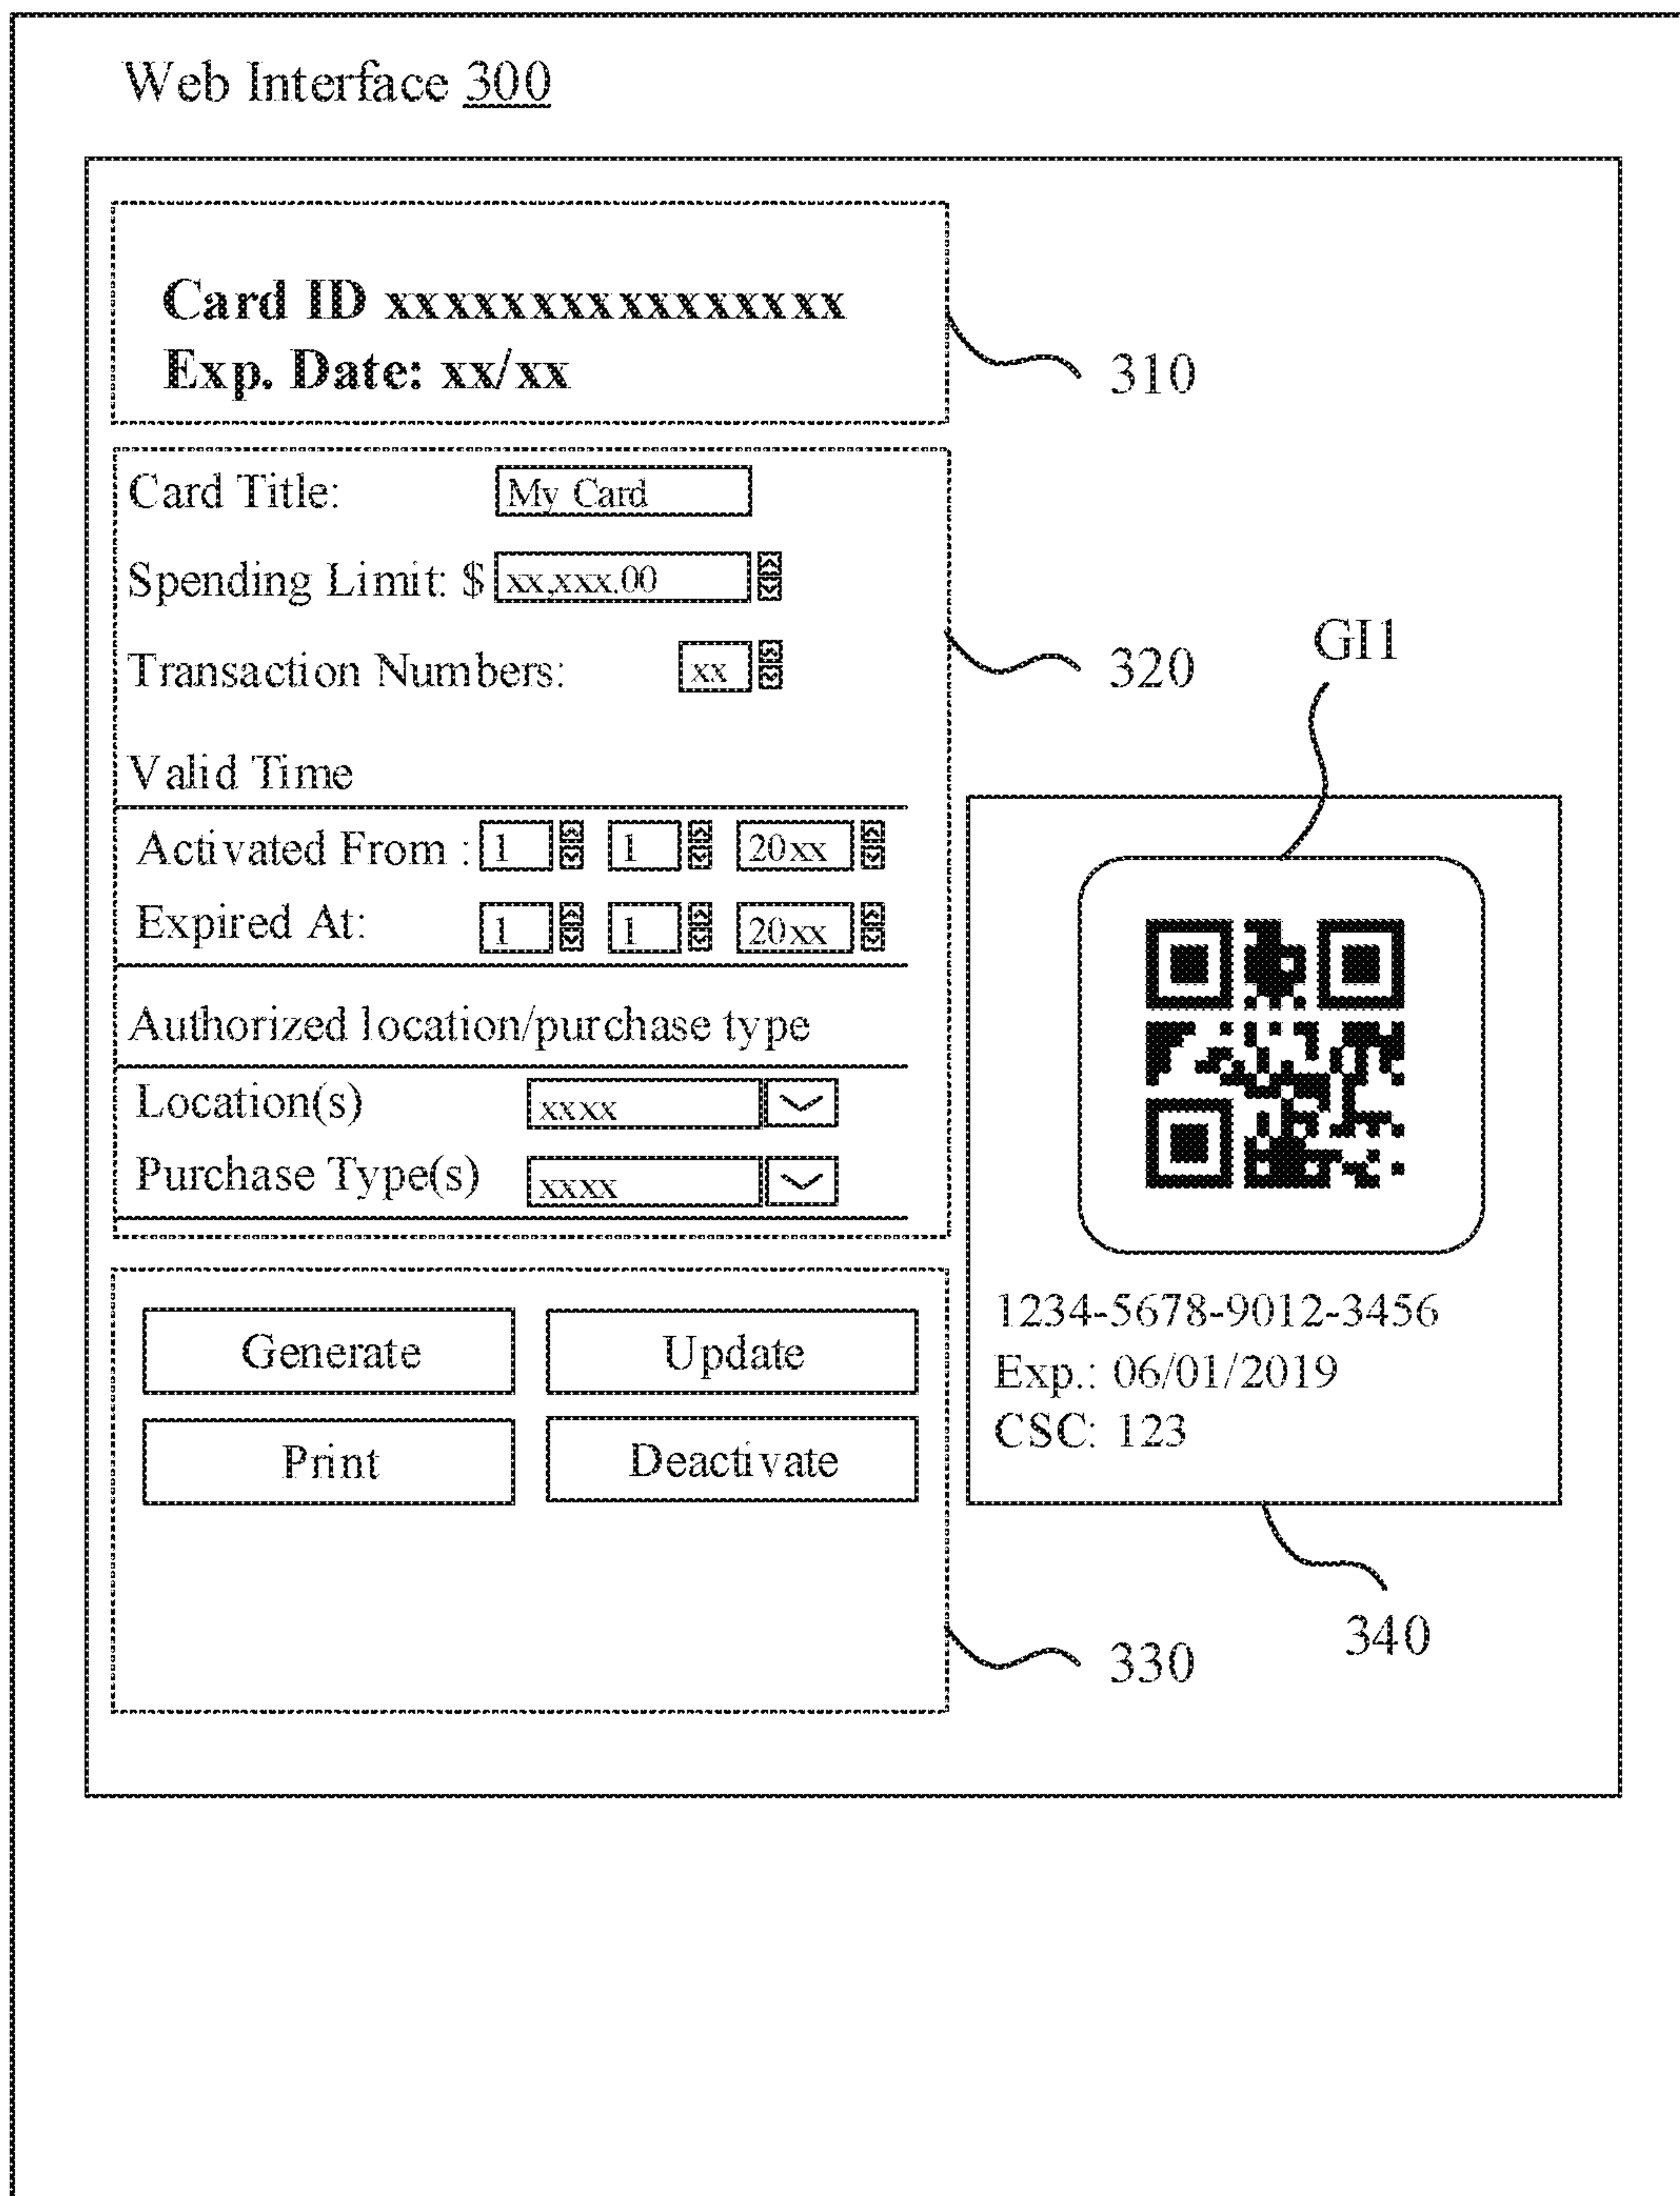 Web Interface 300
Card ID xxxxxxxxxxxxxxxx
Exp. Date: xx/xx
310
Card Title: My Card
Spending Limit: $ xx,xxx.00
Transaction Numbers: xx
320
GI1
Valid Time
Activated From : 1 1 20xx
Expired At: 1 1 20xx
Authorized location/purchase type
Location(s) xxxx
Purchase Type(s) xxxx
Generate Update
Print Deactivate
1234-5678-9012-3456
Exp.: 06/01/2019
CSC: 123
340
330